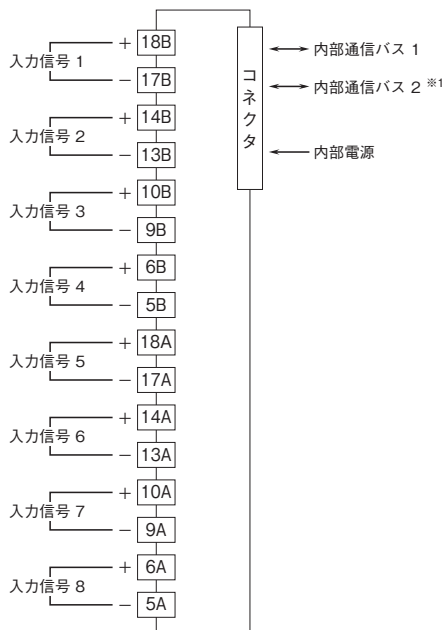 入力信号 1
+ 18B
− 17B
入力信号 2
+ 14B
− 13B
入力信号 3
+ 10B
− 9B
入力信号 4
+ 6B
− 5B
入力信号 5
+ 18A
− 17A
入力信号 6
+ 14A
− 13A
入力信号 7
+ 10A
− 9A
入力信号 8
+ 6A
− 5A
コネクタ
内部通信バス 1
内部通信バス 2 ※1
内部電源